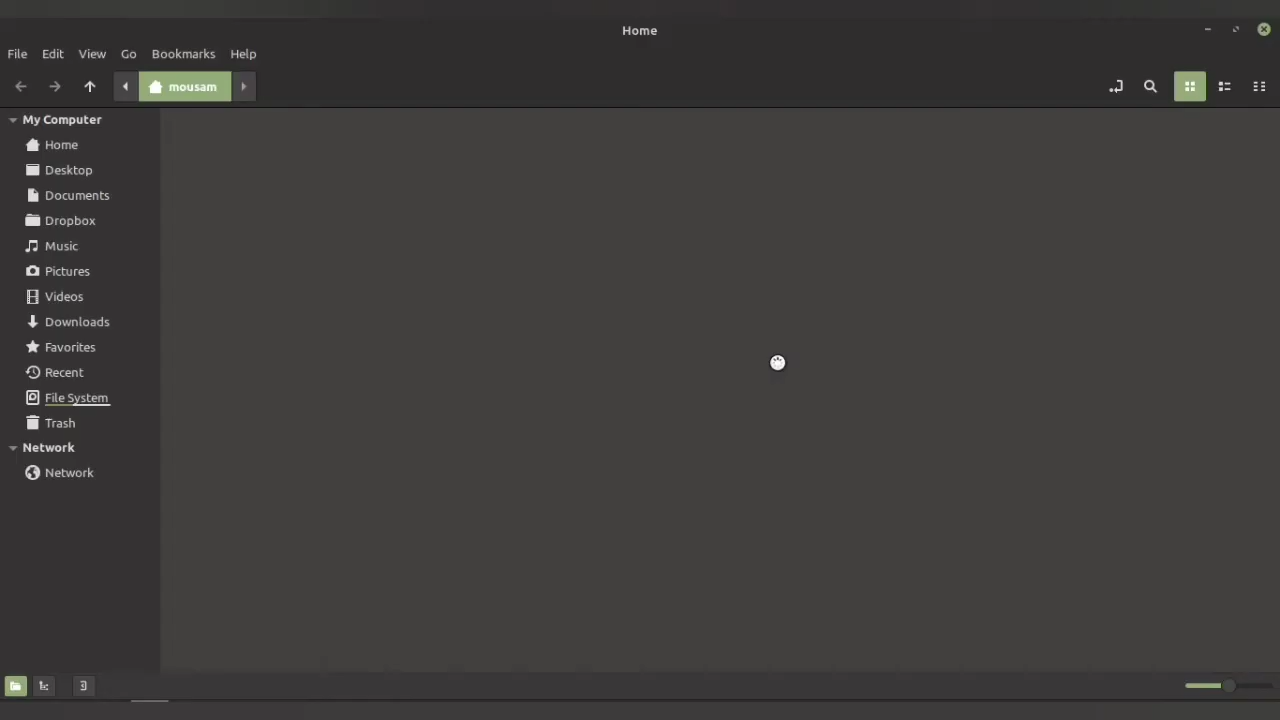 Home
File Edit View Go Bookmarks Help
mousam
My Computer
Home
Desktop
Documents
Dropbox
Music
Pictures
Videos
Downloads
Favorites
Recent
File System
Trash
Network
Network